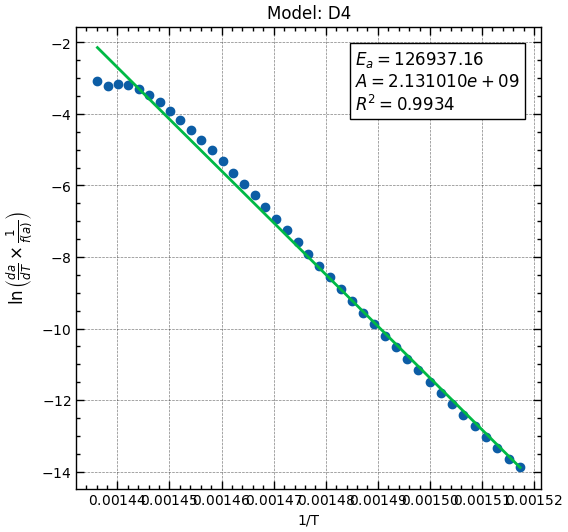 Model: D4
E_a = 126937.16
A = 2.131010e + 09
R^2 = 0.9934
ln (da/dT × 1/f(a))
−2
−4
−6
−8
−10
−12
−14
0.00144 0.00145 0.00146 0.00147 0.00148 0.00149 0.00150 0.00151 0.00152
1/T